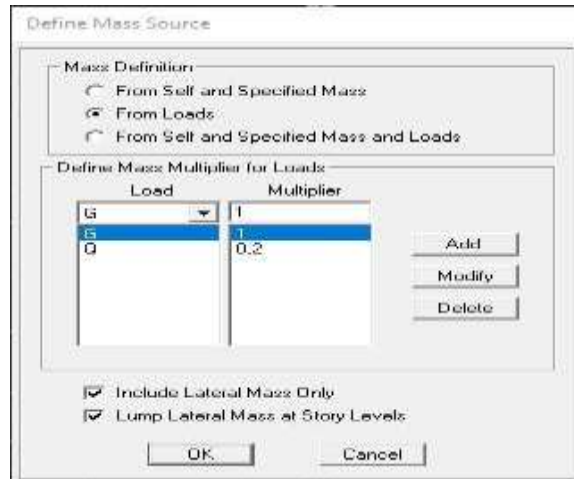 Define Mass Source
Mass Definition
From Self and Specified Mass
From Loads
From Self and Specified Mass and Loads
Define Mass Multiplier for Loads
Load Multiplier
G 1
G 1
Q 0.2
Add
Modify
Delete
Include Lateral Mass Only
Lump Lateral Mass at Story Levels
OK Cancel